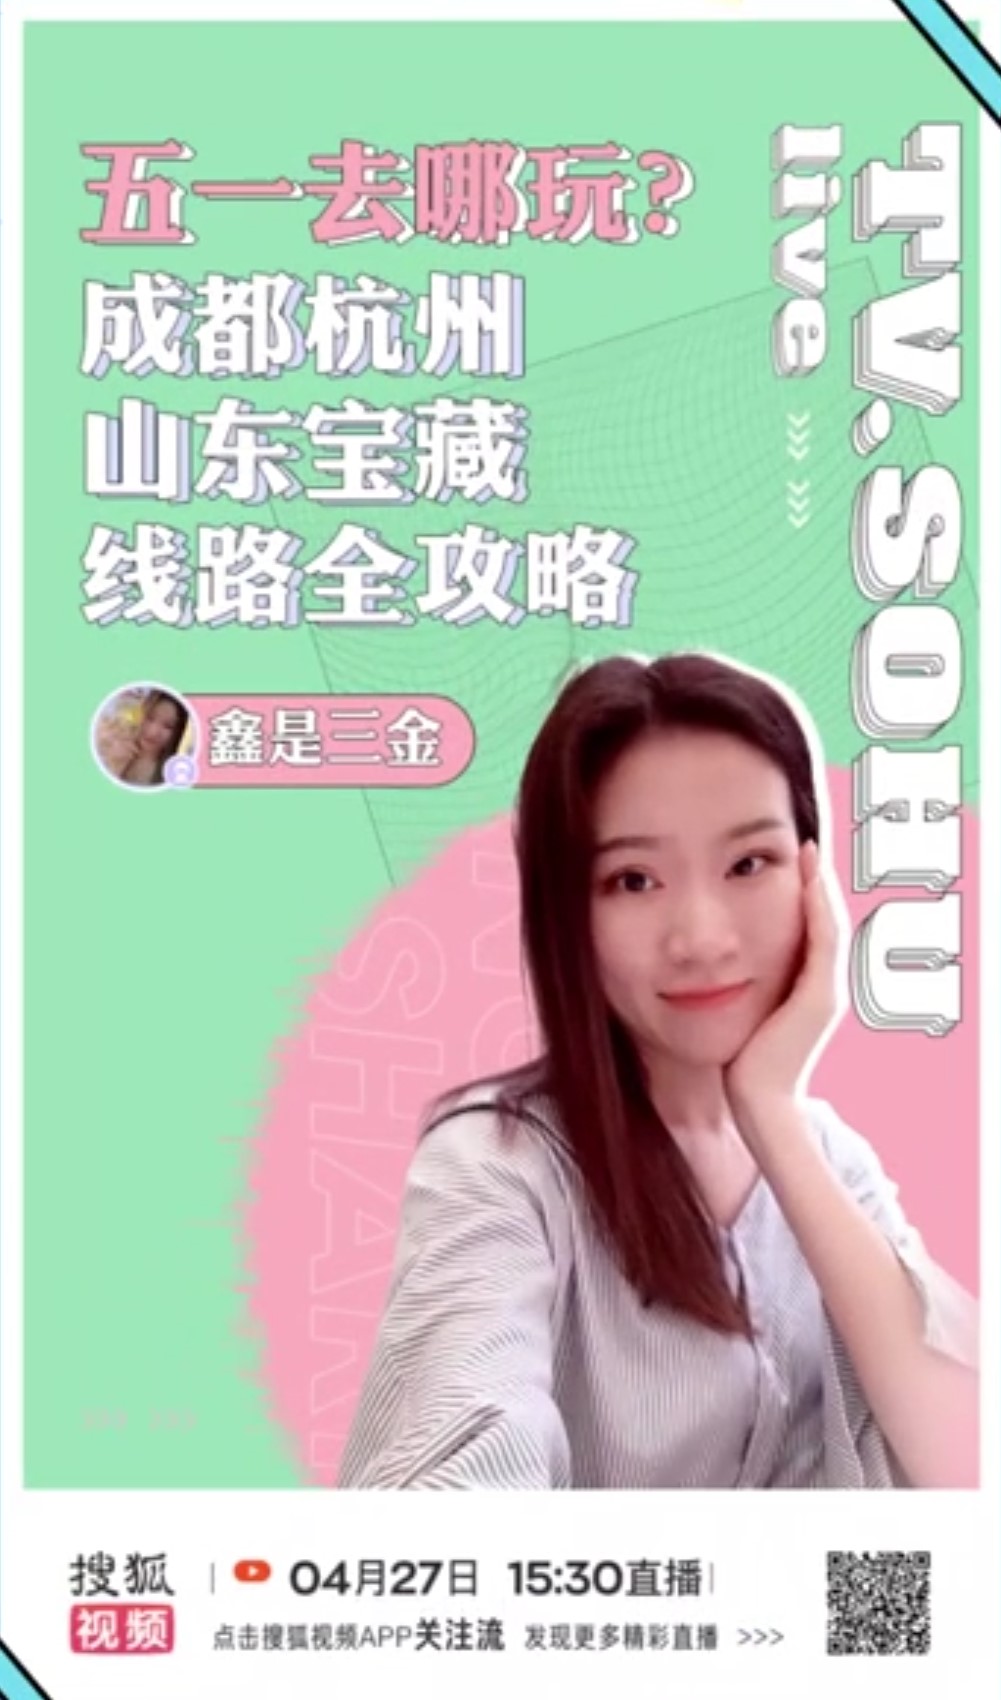 五一去哪玩?
成都杭州
山东宝藏
线路全攻略
鑫是三金
TV.SOHU
live
搜狐
视频
04月27日 15:30直播
点击搜狐视频APP关注流 发现更多精彩直播 >>>